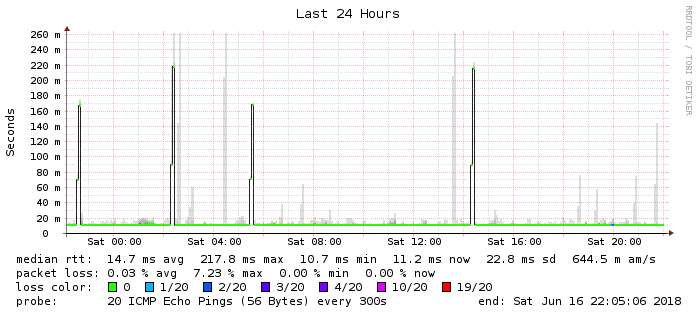 Last 24 Hours
RRDTOOL / TOBI OETIKER
Seconds
260 m
240 m
220 m
200 m
180 m
160 m
140 m
120 m
100 m
80 m
60 m
40 m
20 m
0
Sat 00:00 Sat 04:00 Sat 08:00 Sat 12:00 Sat 16:00 Sat 20:00
median rtt: 14.7 ms avg 217.8 ms max 10.7 ms min 11.2 ms now 22.8 ms sd 644.5 m am/s
packet loss: 0.03 % avg 7.23 % max 0.00 % min 0.00 % now
loss color: 0 1/20 2/20 3/20 4/20 10/20 19/20
probe: 20 ICMP Echo Pings (56 Bytes) every 300s end: Sat Jun 16 22:05:06 2018